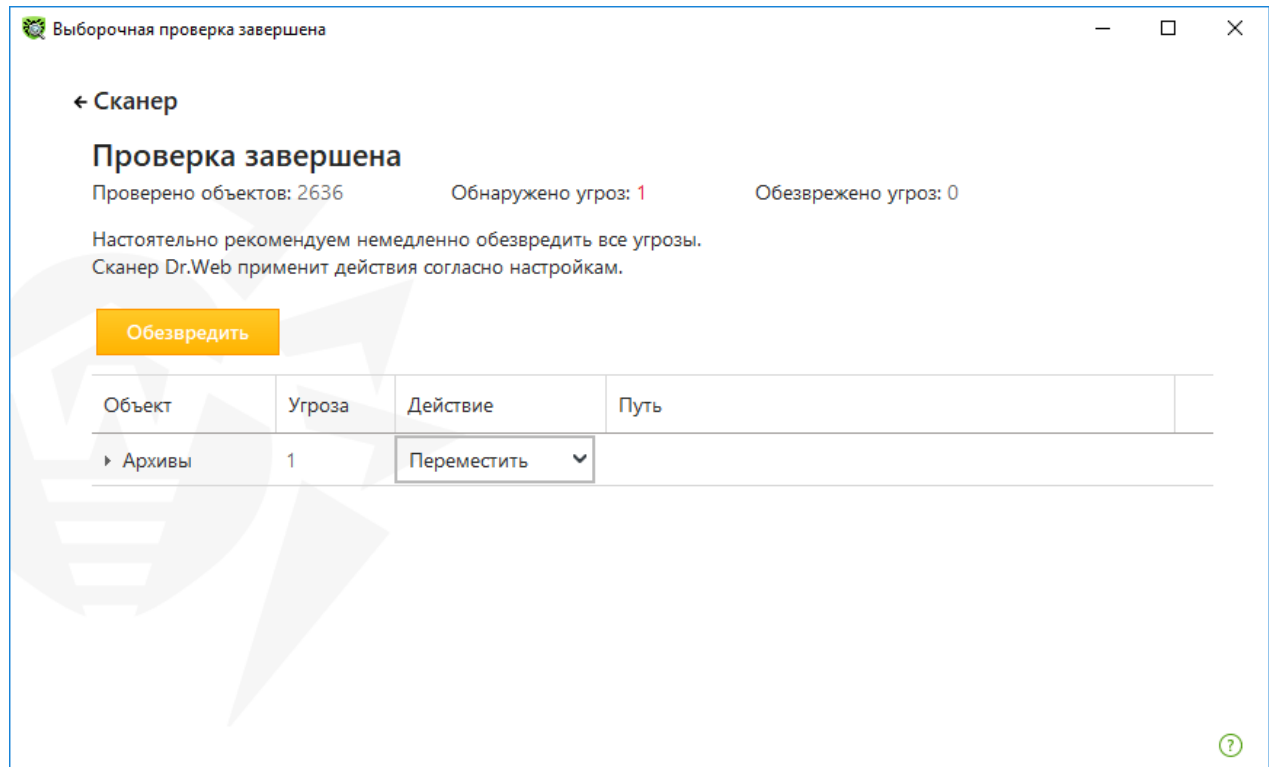 Выборочная проверка завершена
Сканер
Проверка завершена
Проверено объектов: 2636 Обнаружено угроз: 1 Обезврежено угроз: 0
Настоятельно рекомендуем немедленно обезвредить все угрозы.
Сканер Dr.Web применит действия согласно настройкам.
Обезвредить
Объект Угроза Действие Путь
Архивы 1 Переместить
?